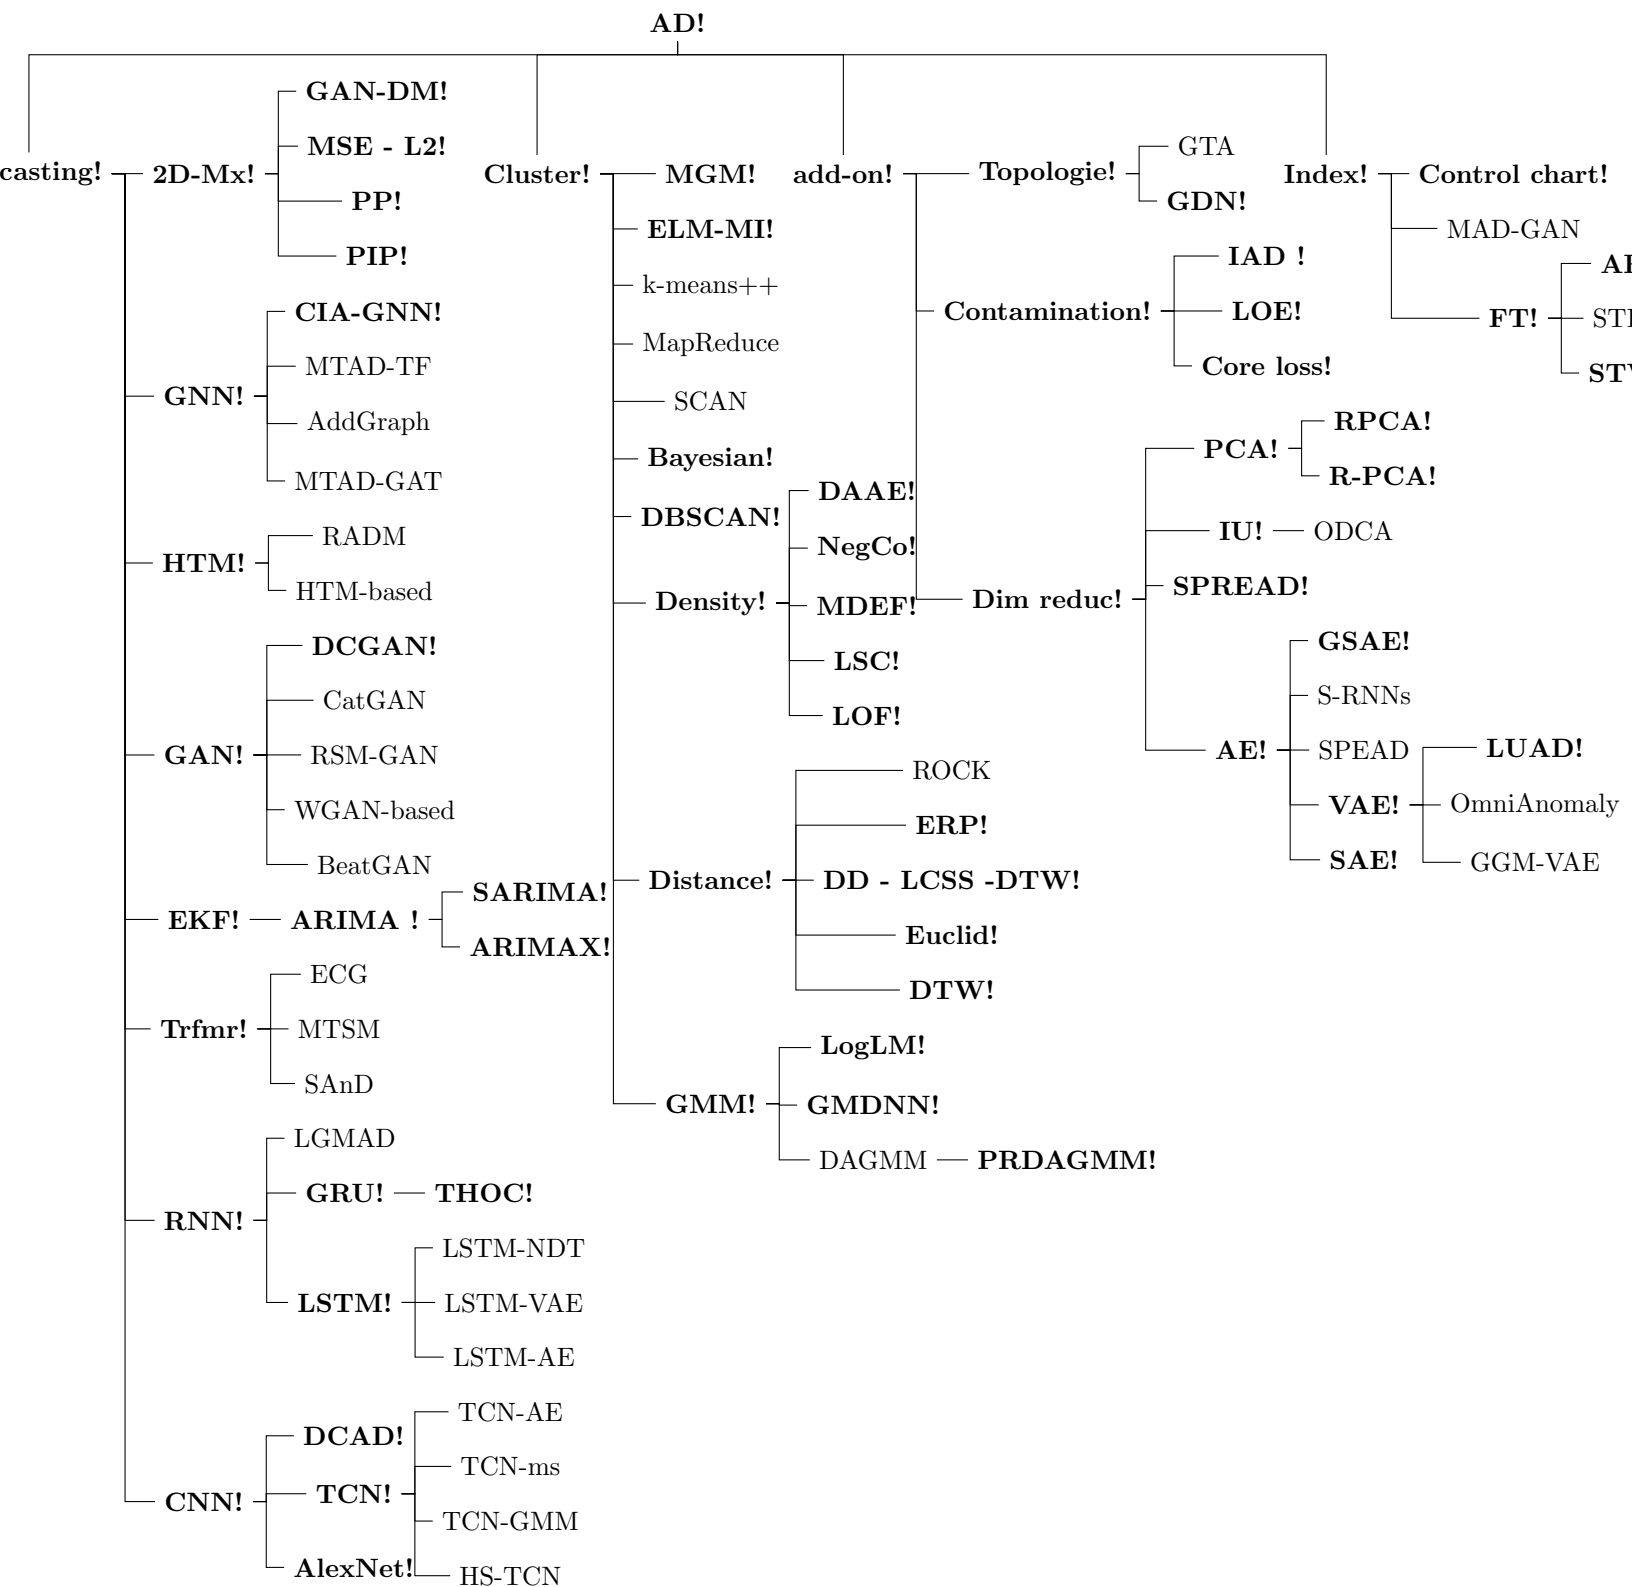 AD!
casting!
2D-Mx!
GAN-DM!
MSE - L2!
PP!
PIP!
GNN!
CIA-GNN!
MTAD-TF
AddGraph
MTAD-GAT
HTM!
RADM
HTM-based
GAN!
DCGAN!
CatGAN
RSM-GAN
WGAN-based
BeatGAN
EKF!
ARIMA !
SARIMA!
ARIMAX!
Trfmr!
ECG
MTSM
SAnD
RNN!
LGMAD
GRU!
THOC!
LSTM!
LSTM-NDT
LSTM-VAE
LSTM-AE
CNN!
DCAD!
TCN!
TCN-AE
TCN-ms
TCN-GMM
HS-TCN
AlexNet!
Cluster!
MGM!
ELM-MI!
k-means++
MapReduce
SCAN
Bayesian!
DBSCAN!
Density!
DAAE!
NegCo!
MDEF!
LSC!
LOF!
Distance!
ROCK
ERP!
DD - LCSS -DTW!
Euclid!
DTW!
GMM!
LogLM!
GMDNN!
DAGMM
PRDAGMM!
add-on!
Topologie!
GTA
GDN!
Contamination!
IAD !
LOE!
Core loss!
Dim reduc!
PCA!
RPCA!
R-PCA!
IU!
ODCA
SPREAD!
AE!
GSAE!
S-RNNs
SPEAD
VAE!
LUAD!
OmniAnomaly
GGM-VAE
SAE!
Index!
Control chart!
MAD-GAN
FT!